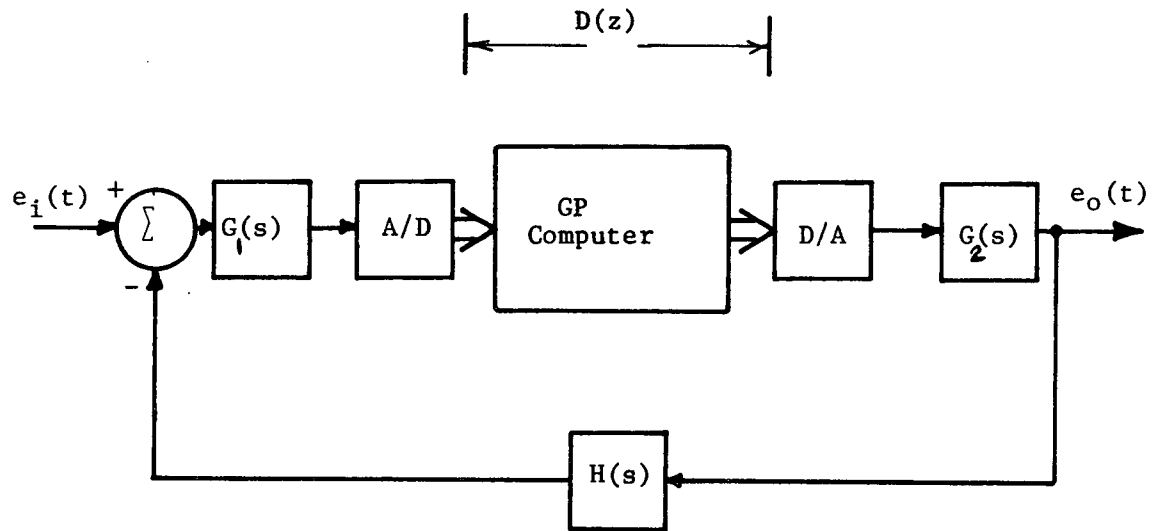 D(z)
e_i(t)
+
Σ
-
G_1(s)
A/D
GP
Computer
D/A
G_2(s)
e_o(t)
H(s)